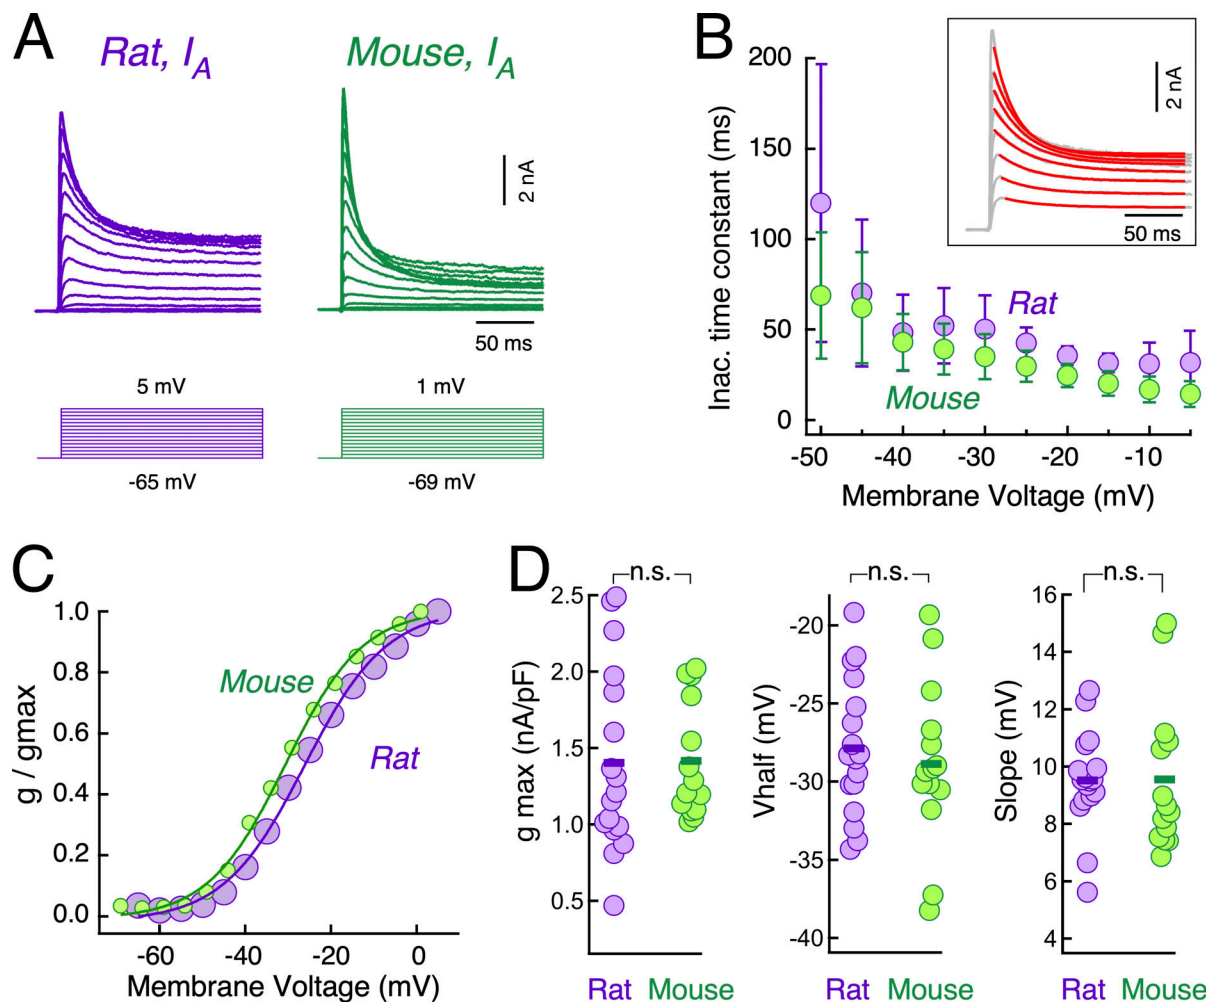 A
Rat, I_A
Mouse, I_A
2 nA
50 ms
5 mV
1 mV
-65 mV
-69 mV
B
Inac. time constant (ms)
200
150
100
50
0
2 nA
50 ms
Rat
Mouse
-50
-40
-30
-20
-10
Membrane Voltage (mV)
C
g / gmax
1.0
0.8
0.6
0.4
0.2
0.0
Mouse
Rat
-60
-40
-20
0
Membrane Voltage (mV)
D
n.s.
g max (nA/pF)
2.5
2.0
1.5
1.0
0.5
Rat Mouse
n.s.
Vhalf (mV)
-20
-25
-30
-35
-40
Rat Mouse
n.s.
Slope (mV)
16
14
12
10
8
6
4
Rat Mouse